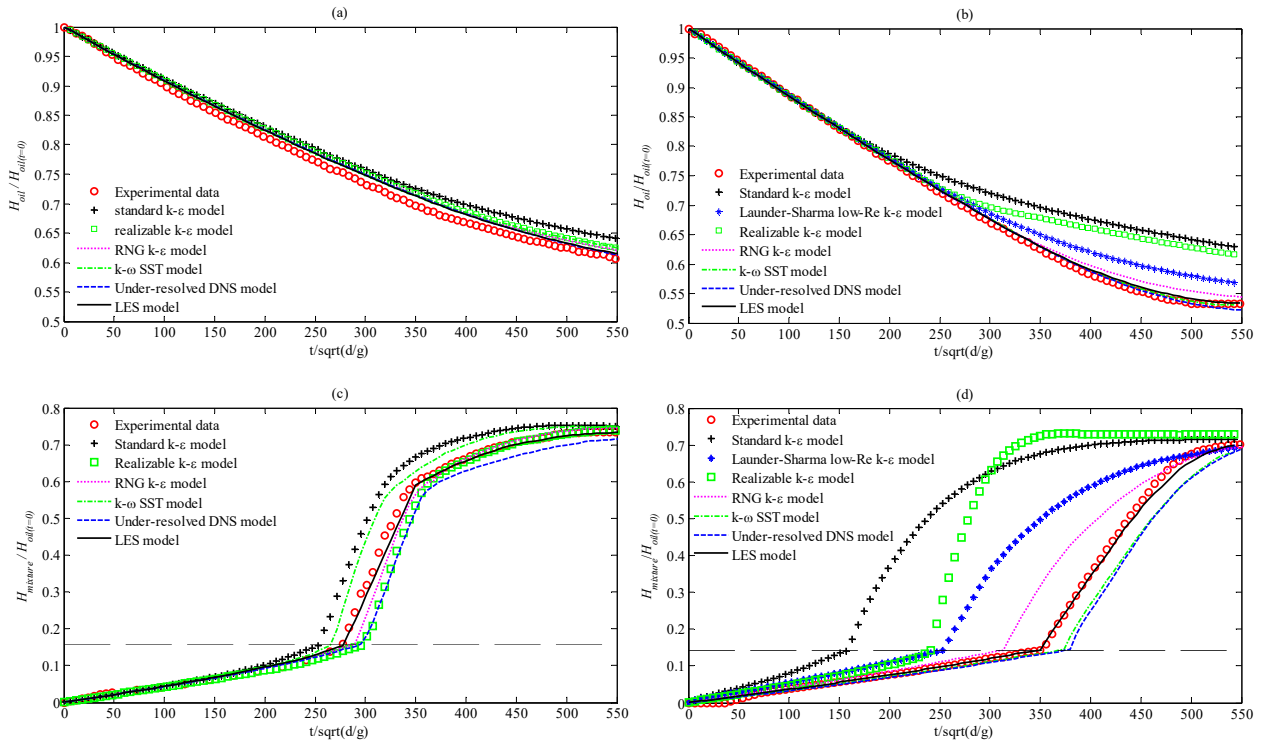 (a)
1
0.95
0.9
0.85
0.8
0.75
0.7
0.65
0.6
0.55
0.5
H_oil / H_oil(t=0)
Experimental data
standard k-ε model
realizable k-ε model
RNG k-ε model
k-ω SST model
Under-resolved DNS model
LES model
0 50 100 150 200 250 300 350 400 450 500 550
t/sqrt(d/g)
(b)
1
0.95
0.9
0.85
0.8
0.75
0.7
0.65
0.6
0.55
0.5
H_oil / H_oil(t=0)
Experimental data
Standard k-ε model
Launder-Sharma low-Re k-ε model
Realizable k-ε model
RNG k-ε model
k-ω SST model
Under-resolved DNS model
LES model
0 50 100 150 200 250 300 350 400 450 500 550
t/sqrt(d/g)
(c)
0.8
0.7
0.6
0.5
0.4
0.3
0.2
0.1
0
H_mixture / H_oil(t=0)
Experimental data
Standard k-ε model
Realizable k-ε model
RNG k-ε model
k-ω SST model
Under-resolved DNS model
LES model
0 50 100 150 200 250 300 350 400 450 500 550
t/sqrt(d/g)
(d)
0.8
0.7
0.6
0.5
0.4
0.3
0.2
0.1
0
H_mixture / H_oil(t=0)
Experimental data
Standard k-ε model
Launder-Sharma low-Re k-ε model
Realizable k-ε model
RNG k-ε model
k-ω SST model
Under-resolved DNS model
LES model
0 50 100 150 200 250 300 350 400 450 500 550
t/sqrt(d/g)